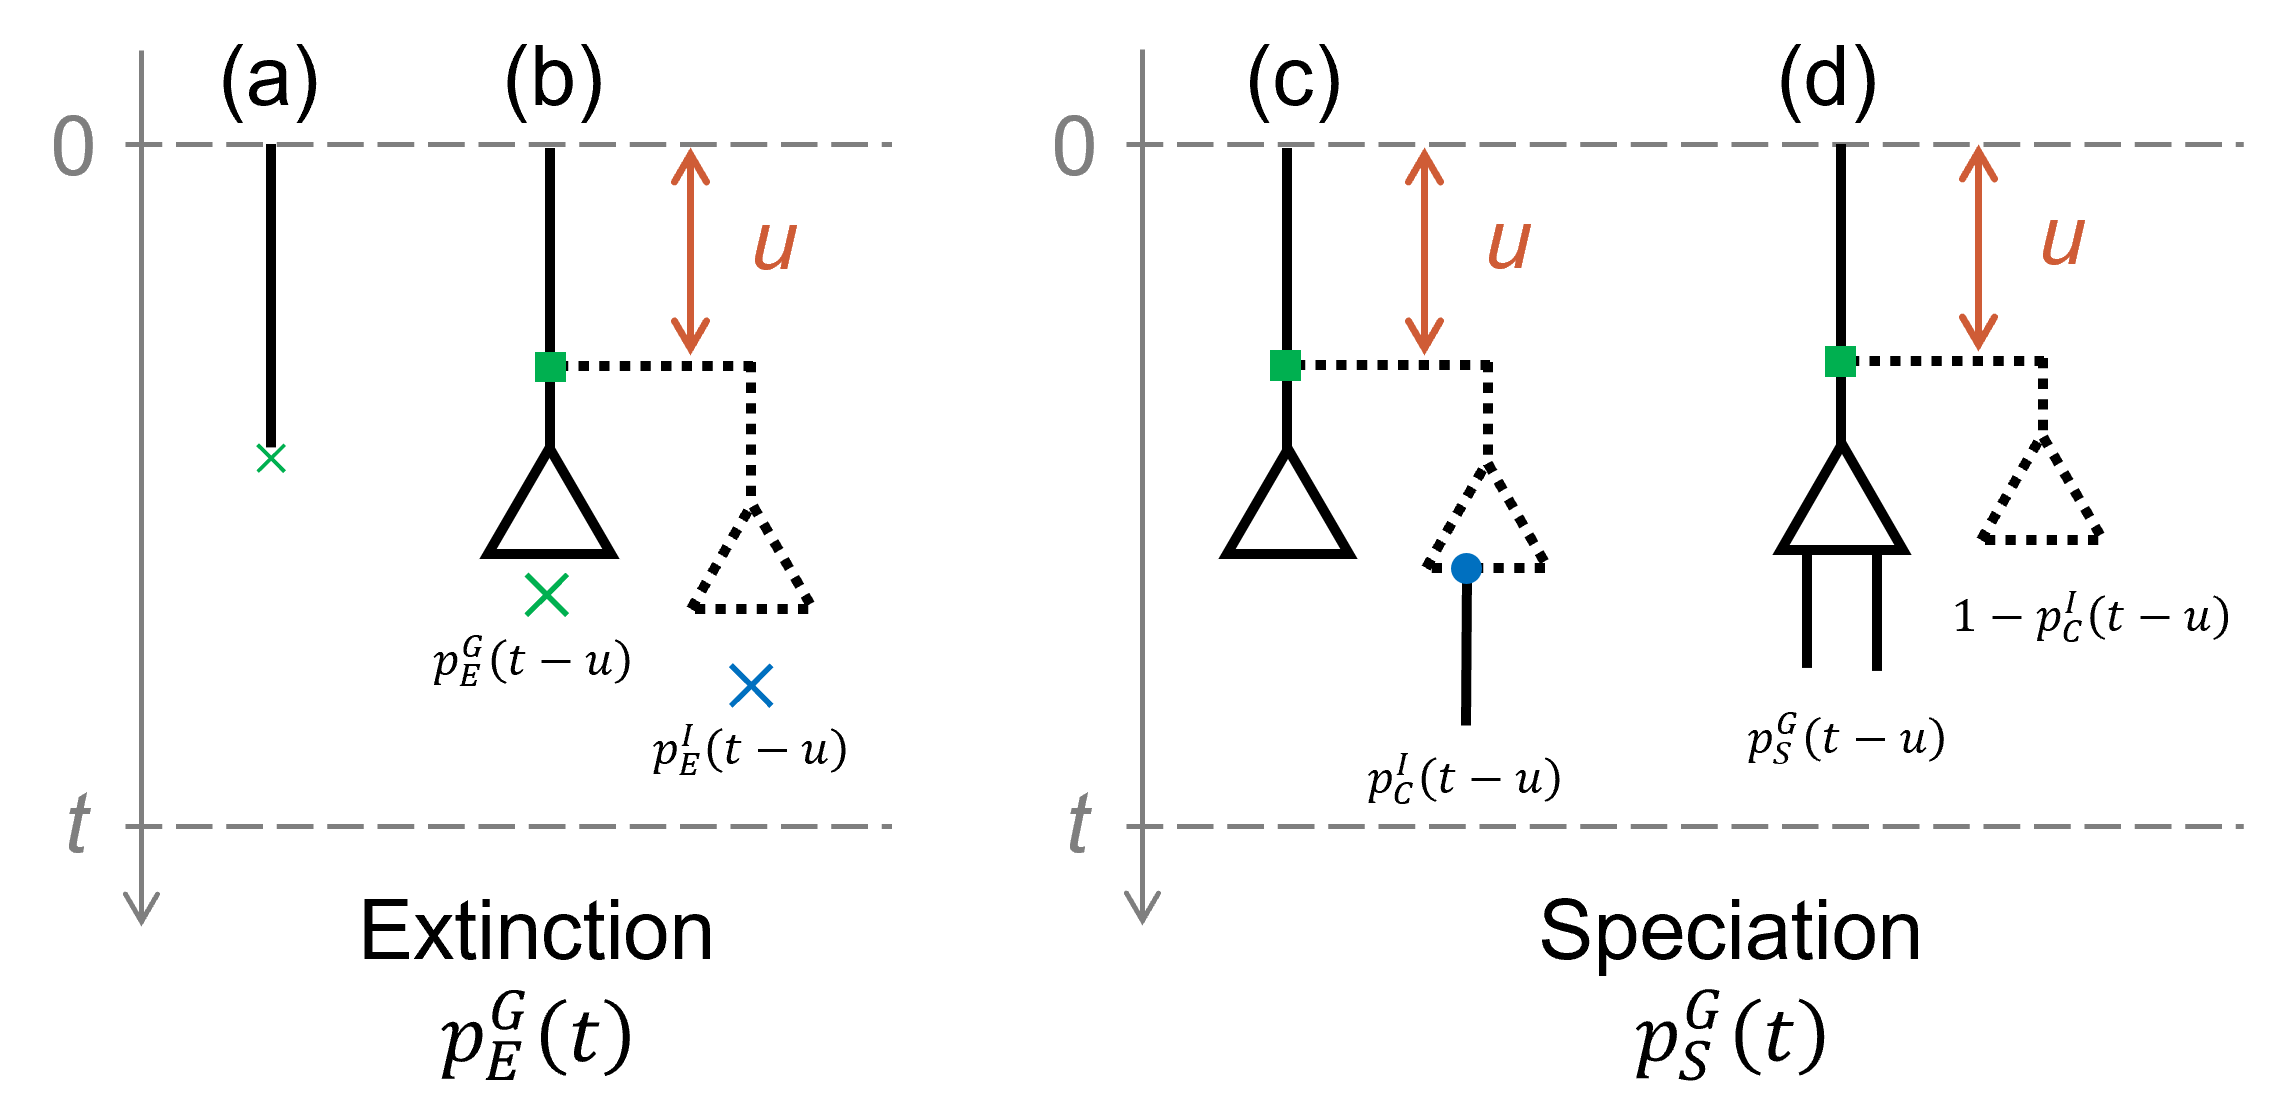 (a) (b)
0
u
p_E^G(t − u)
p_E^I(t − u)
t
Extinction
p_E^G(t)
(c) (d)
0
u u
1 − p_C^I(t − u)
p_S^G(t − u)
p_C^I(t − u)
t
Speciation
p_S^G(t)